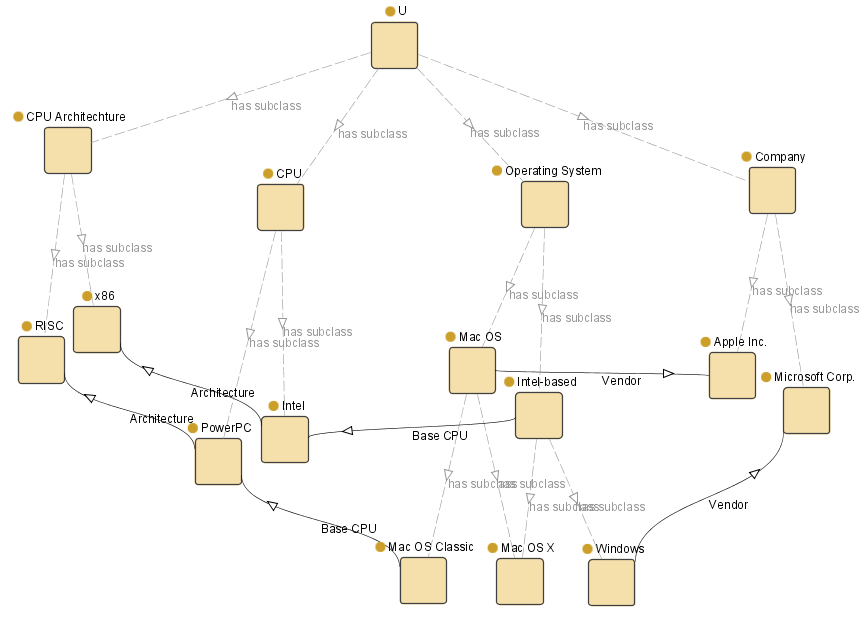 U
has subclass
CPU Architechture
has subclass
has subclass
has subclass
Company
CPU
Operating System
has subclass
has subclass
has subclass
has subclass
x86
has subclass
has subclass
RISC
has subclass
has subclass
has subclass
Mac OS
Apple Inc.
Vendor
Intel-based
Microsoft Corp.
Architecture
Intel
Architecture
PowerPC
Base CPU
has subclass
has subclass
has subclass
has subclass
Vendor
Base CPU
Mac OS Classic
Mac OS X
Windows